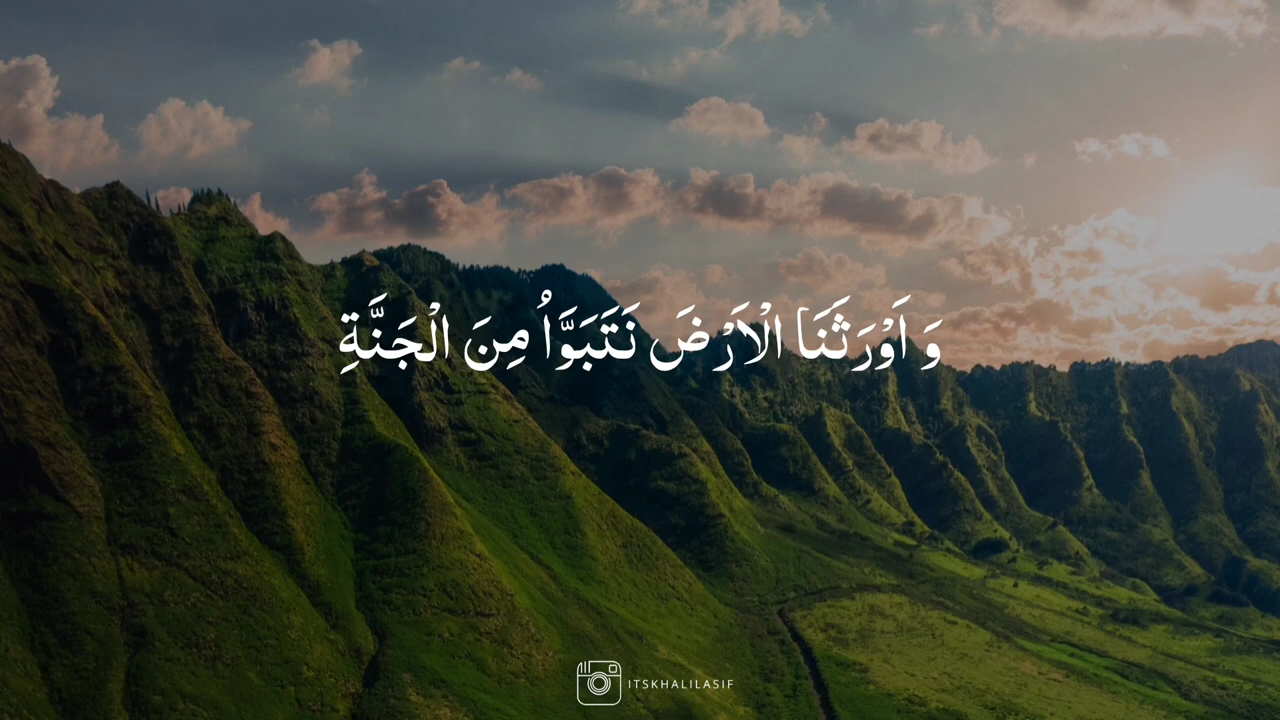 وَ اَوْرَثَنَا الْاَرْضَ نَتَبَوَّاُ مِنَ الْجَنَّةِ
ITSKHALILASIF